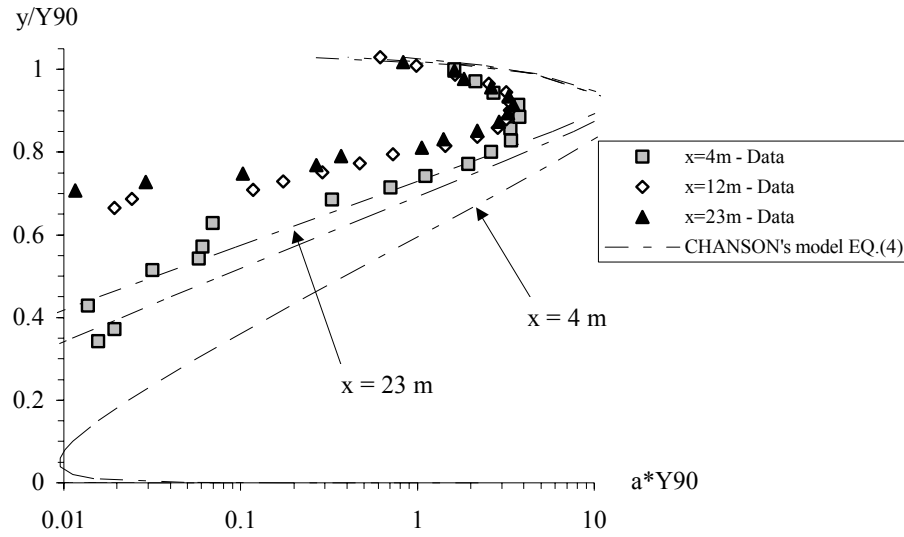 y/Y90
1
0.8
0.6
0.4
0.2
0
0.01
0.1
1
10
a*Y90
x=4m - Data
x=12m - Data
x=23m - Data
CHANSON's model EQ.(4)
x = 4 m
x = 23 m